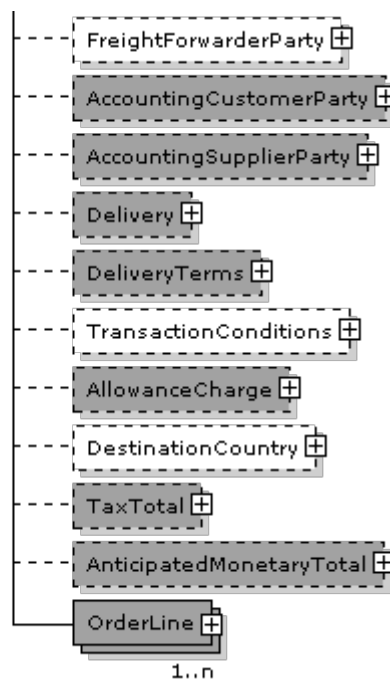 FreightForwarderParty
AccountingCustomerParty
AccountingSupplierParty
Delivery
DeliveryTerms
TransactionConditions
AllowanceCharge
DestinationCountry
TaxTotal
AnticipatedMonetaryTotal
OrderLine
1..n